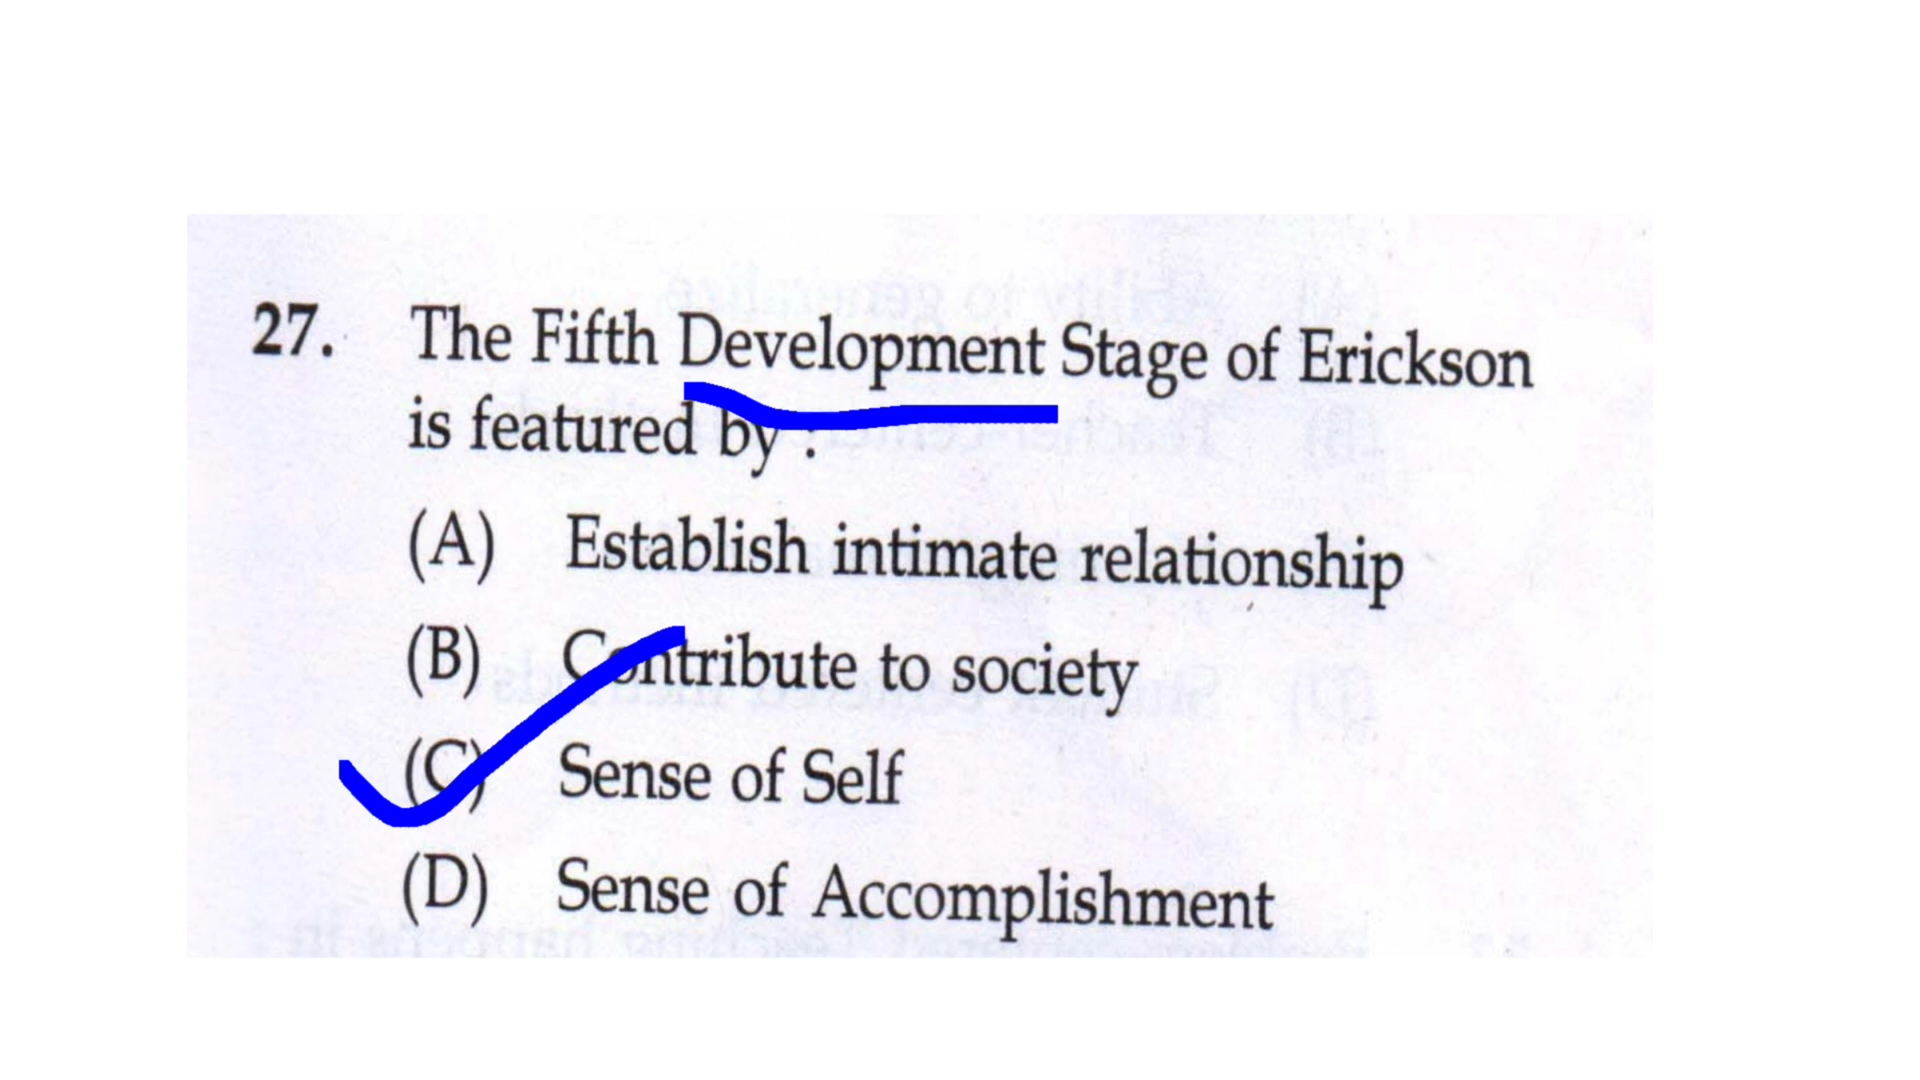 27. The Fifth Development Stage of Erickson
is featured by :
(A) Establish intimate relationship
(B) Contribute to society
(C) Sense of Self
(D) Sense of Accomplishment